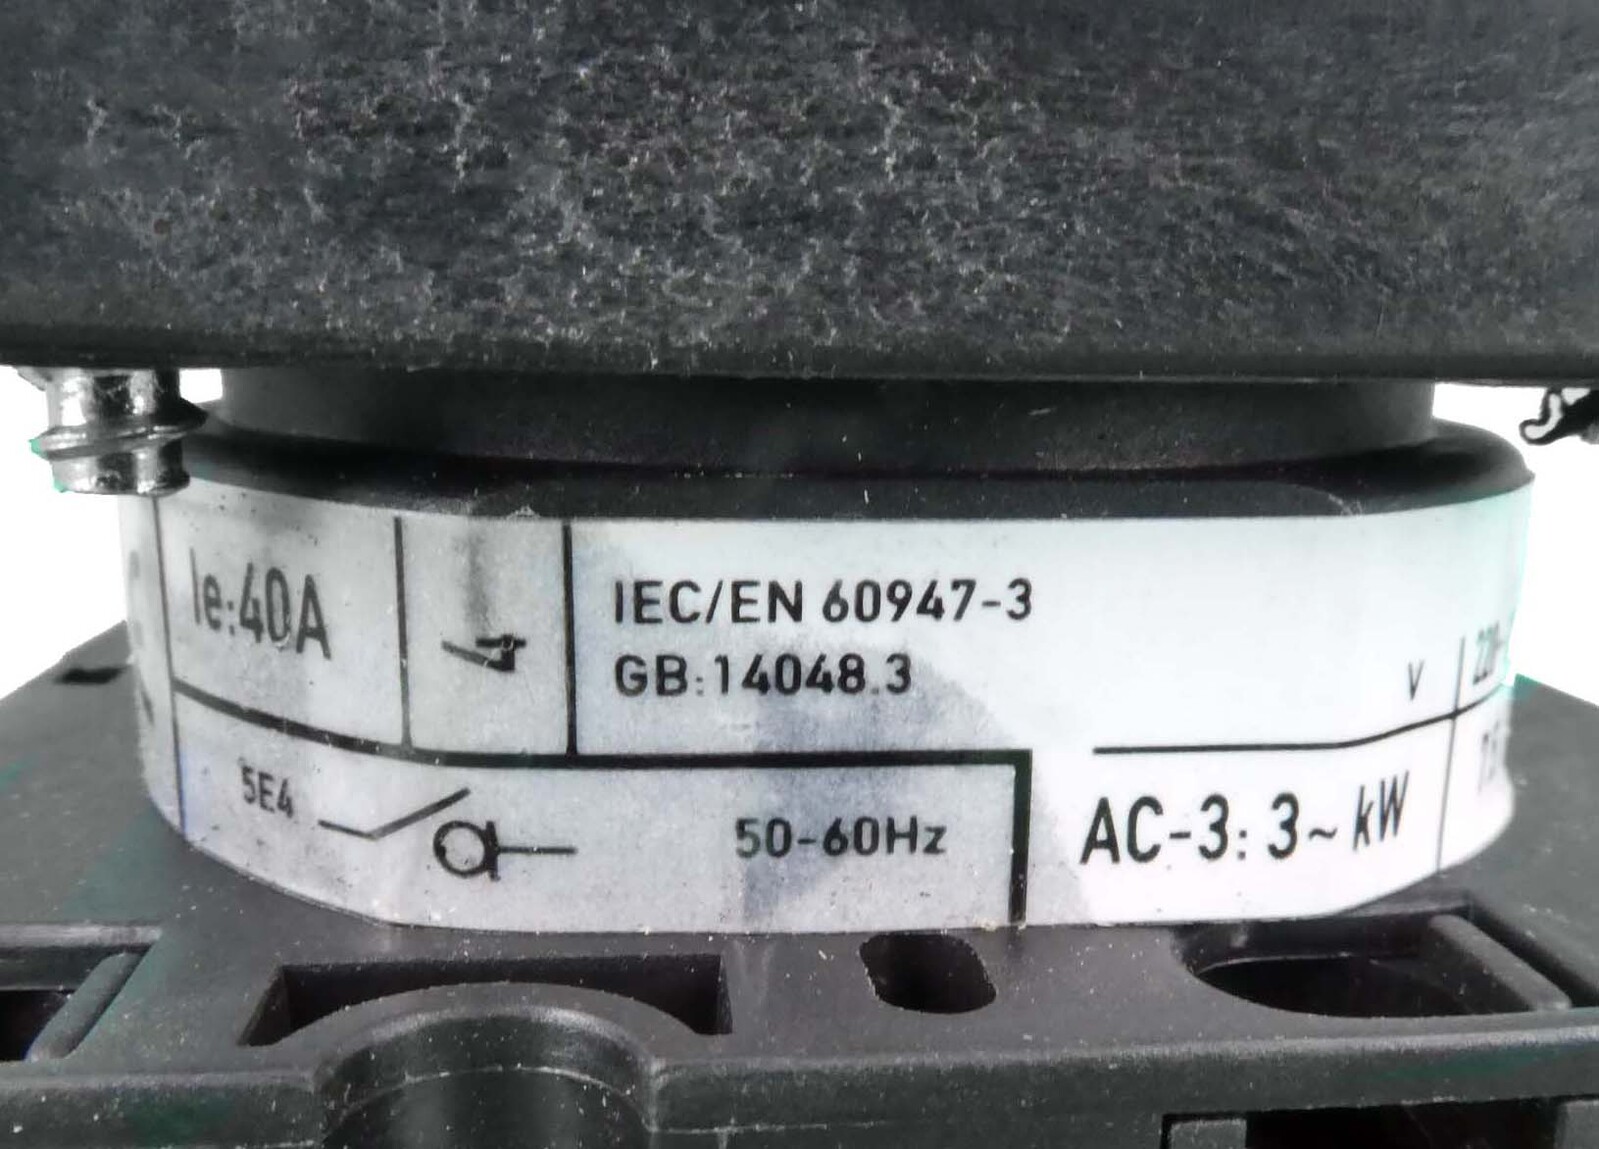 Ie:40A
IEC/EN 60947-3
GB:14048.3
V
5E4
50-60Hz
AC-3: 3~ kW